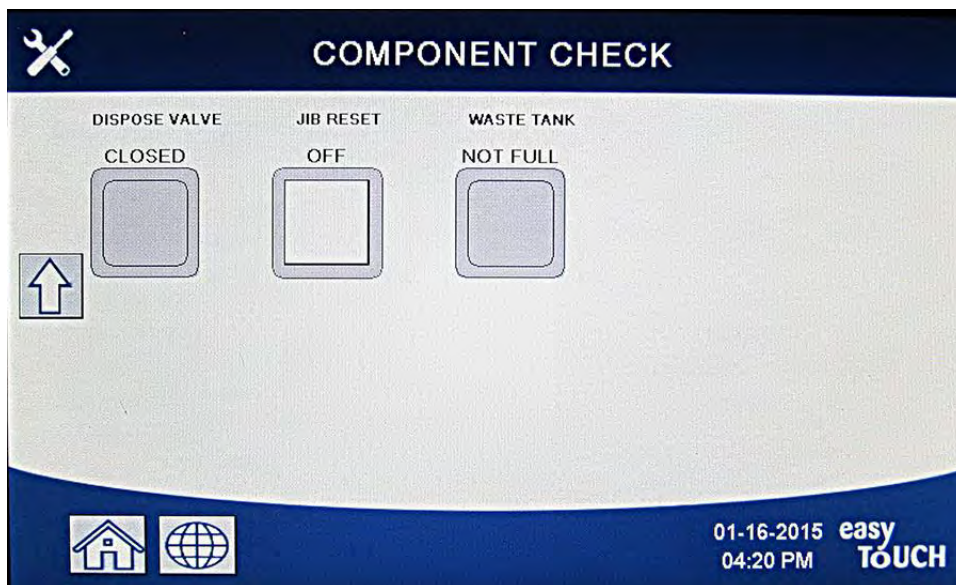 COMPONENT CHECK
DISPOSE VALVE
CLOSED
JIB RESET
OFF
WASTE TANK
NOT FULL
01-16-2015
04:20 PM
easy
TOUCH